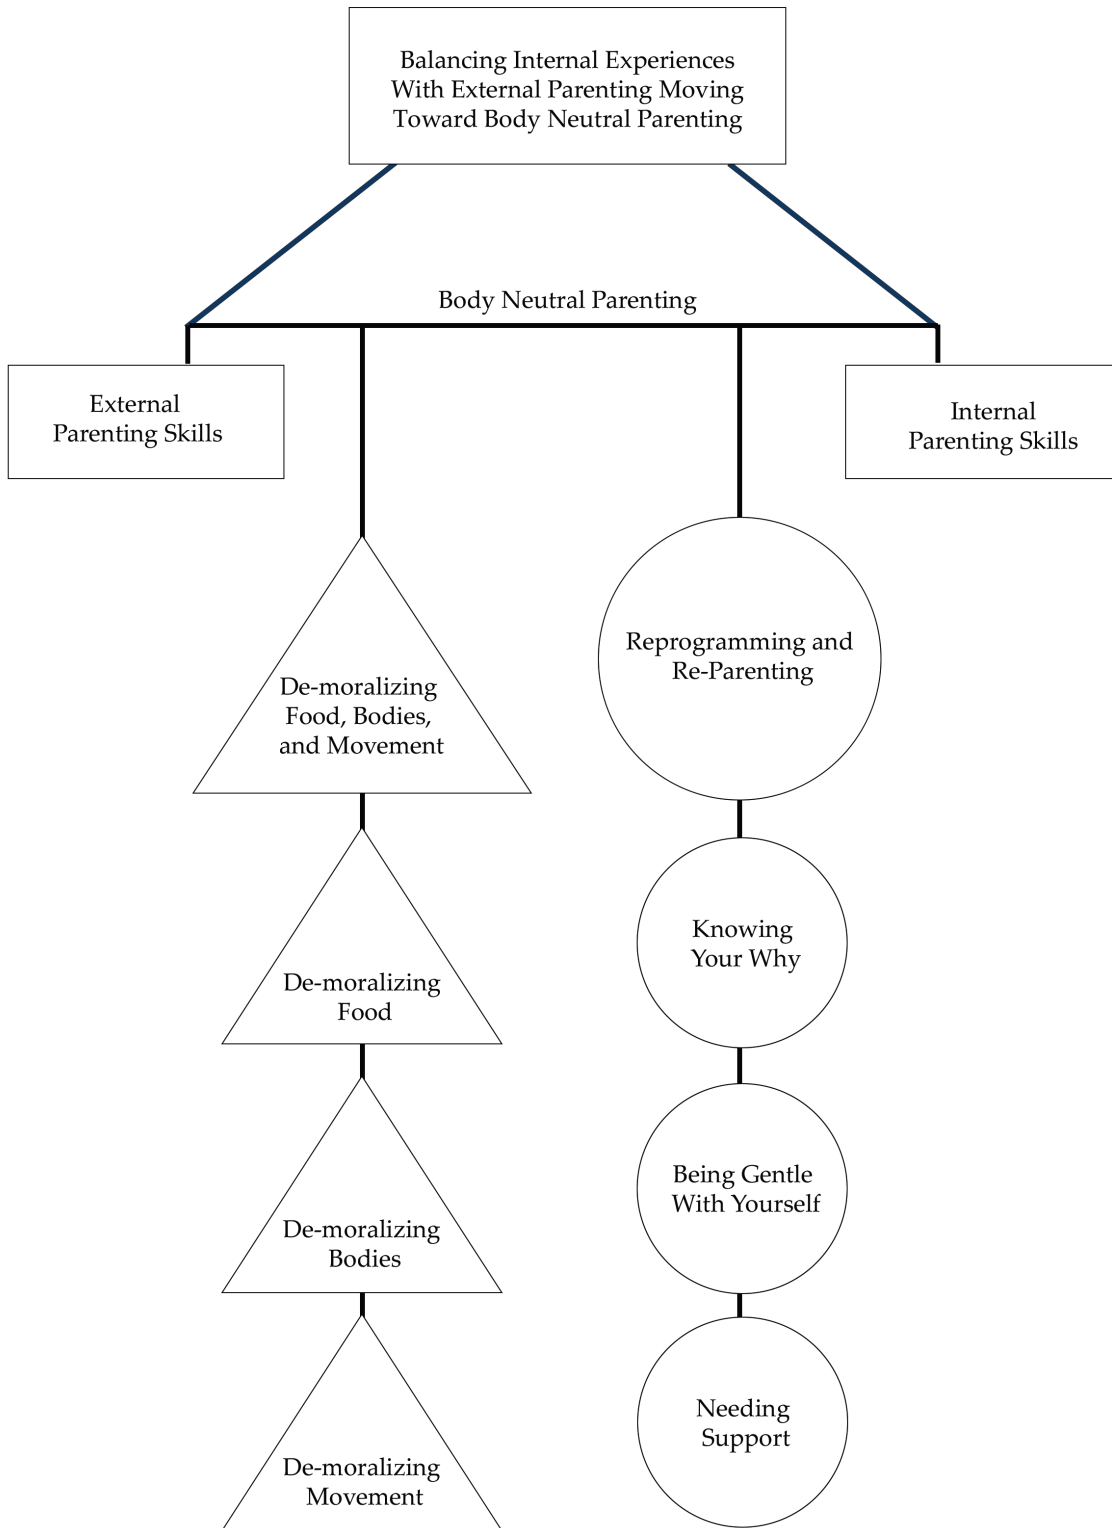 Balancing Internal Experiences
With External Parenting Moving
Toward Body Neutral Parenting
Body Neutral Parenting
External
Parenting Skills
Internal
Parenting Skills
De-moralizing
Food, Bodies,
and Movement
Reprogramming and
Re-Parenting
De-moralizing
Food
Knowing
Your Why
De-moralizing
Bodies
Being Gentle
With Yourself
De-moralizing
Movement
Needing
Support